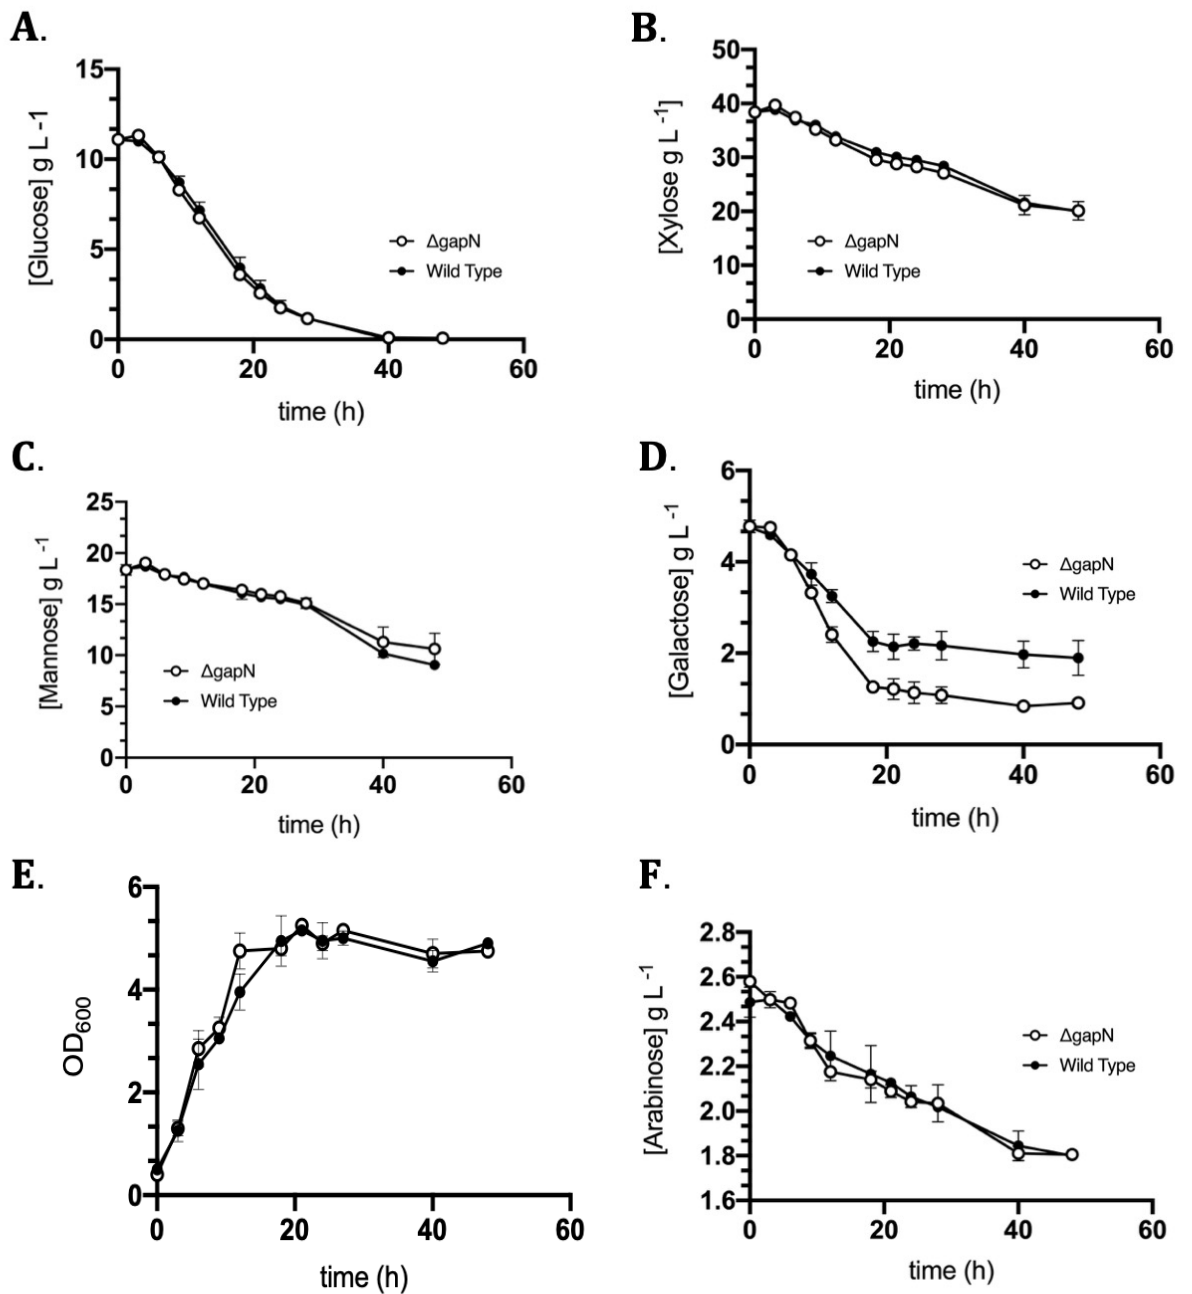 A.
[Glucose] g L -1
15
10
5
0
0 20 40 60
time (h)
ΔgapN
Wild Type
B.
[Xylose g L -1]
50
40
30
20
10
0
0 20 40 60
time (h)
ΔgapN
Wild Type
C.
[Mannose] g L -1
25
20
15
10
5
0
0 20 40 60
time (h)
ΔgapN
Wild Type
D.
[Galactose] g L -1
6
4
2
0
0 20 40 60
time (h)
ΔgapN
Wild Type
E.
OD600
6
4
2
0
0 20 40 60
time (h)
F.
[Arabinose] g L -1
2.8
2.6
2.4
2.2
2.0
1.8
1.6
0 20 40 60
time (h)
ΔgapN
Wild Type